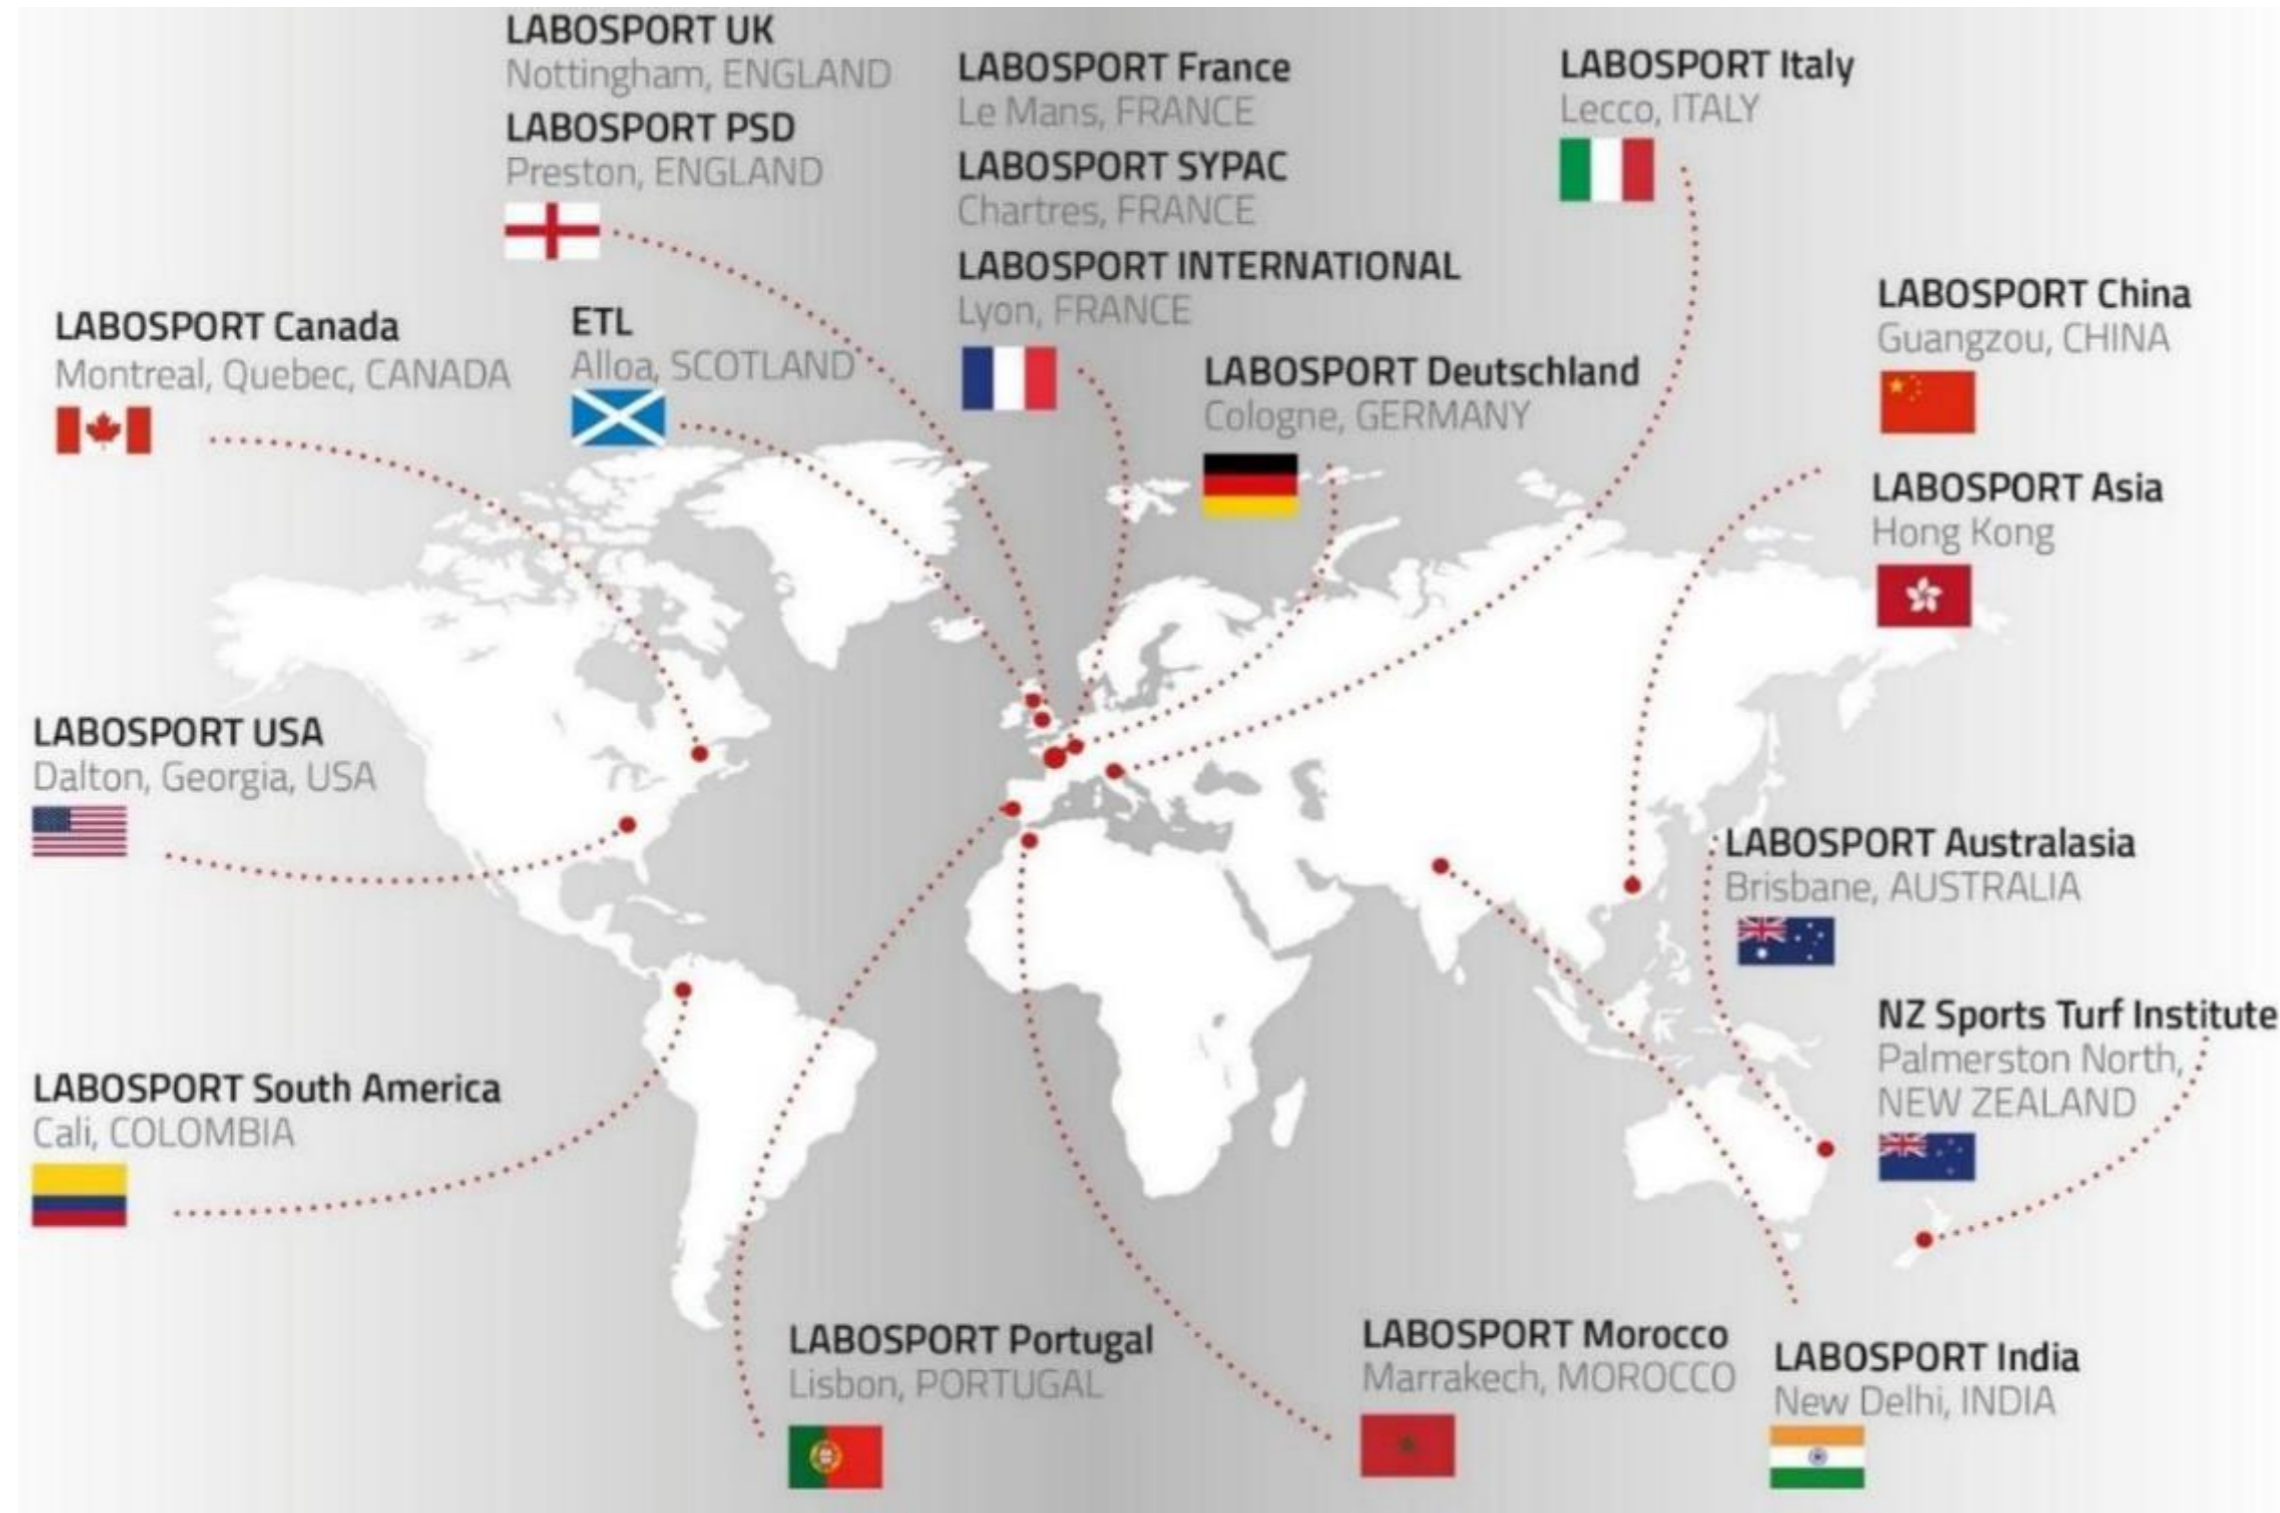 LABOSPORT UK
Nottingham, ENGLAND
LABOSPORT PSD
Preston, ENGLAND
LABOSPORT France
Le Mans, FRANCE
LABOSPORT SYPAC
Chartres, FRANCE
LABOSPORT INTERNATIONAL
Lyon, FRANCE
LABOSPORT Italy
Lecco, ITALY
LABOSPORT Canada
Montreal, Quebec, CANADA
ETL
Alloa, SCOTLAND
LABOSPORT Deutschland
Cologne, GERMANY
LABOSPORT China
Guangzou, CHINA
LABOSPORT Asia
Hong Kong
LABOSPORT USA
Dalton, Georgia, USA
LABOSPORT Australasia
Brisbane, AUSTRALIA
NZ Sports Turf Institute
Palmerston North,
NEW ZEALAND
LABOSPORT South America
Cali, COLOMBIA
LABOSPORT Portugal
Lisbon, PORTUGAL
LABOSPORT Morocco
Marrakech, MOROCCO
LABOSPORT India
New Delhi, INDIA